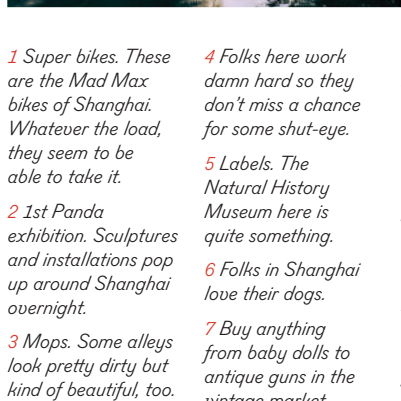 1 Super bikes. These
are the Mad Max
bikes of Shanghai.
Whatever the load,
they seem to be
able to take it.
2 1st Panda
exhibition. Sculptures
and installations pop
up around Shanghai
overnight.
3 Mops. Some alleys
look pretty dirty but
kind of beautiful, too.
4 Folks here work
damn hard so they
don't miss a chance
for some shut-eye.
5 Labels. The
Natural History
Museum here is
quite something.
6 Folks in Shanghai
love their dogs.
7 Buy anything
from baby dolls to
antique guns in the
vintage market